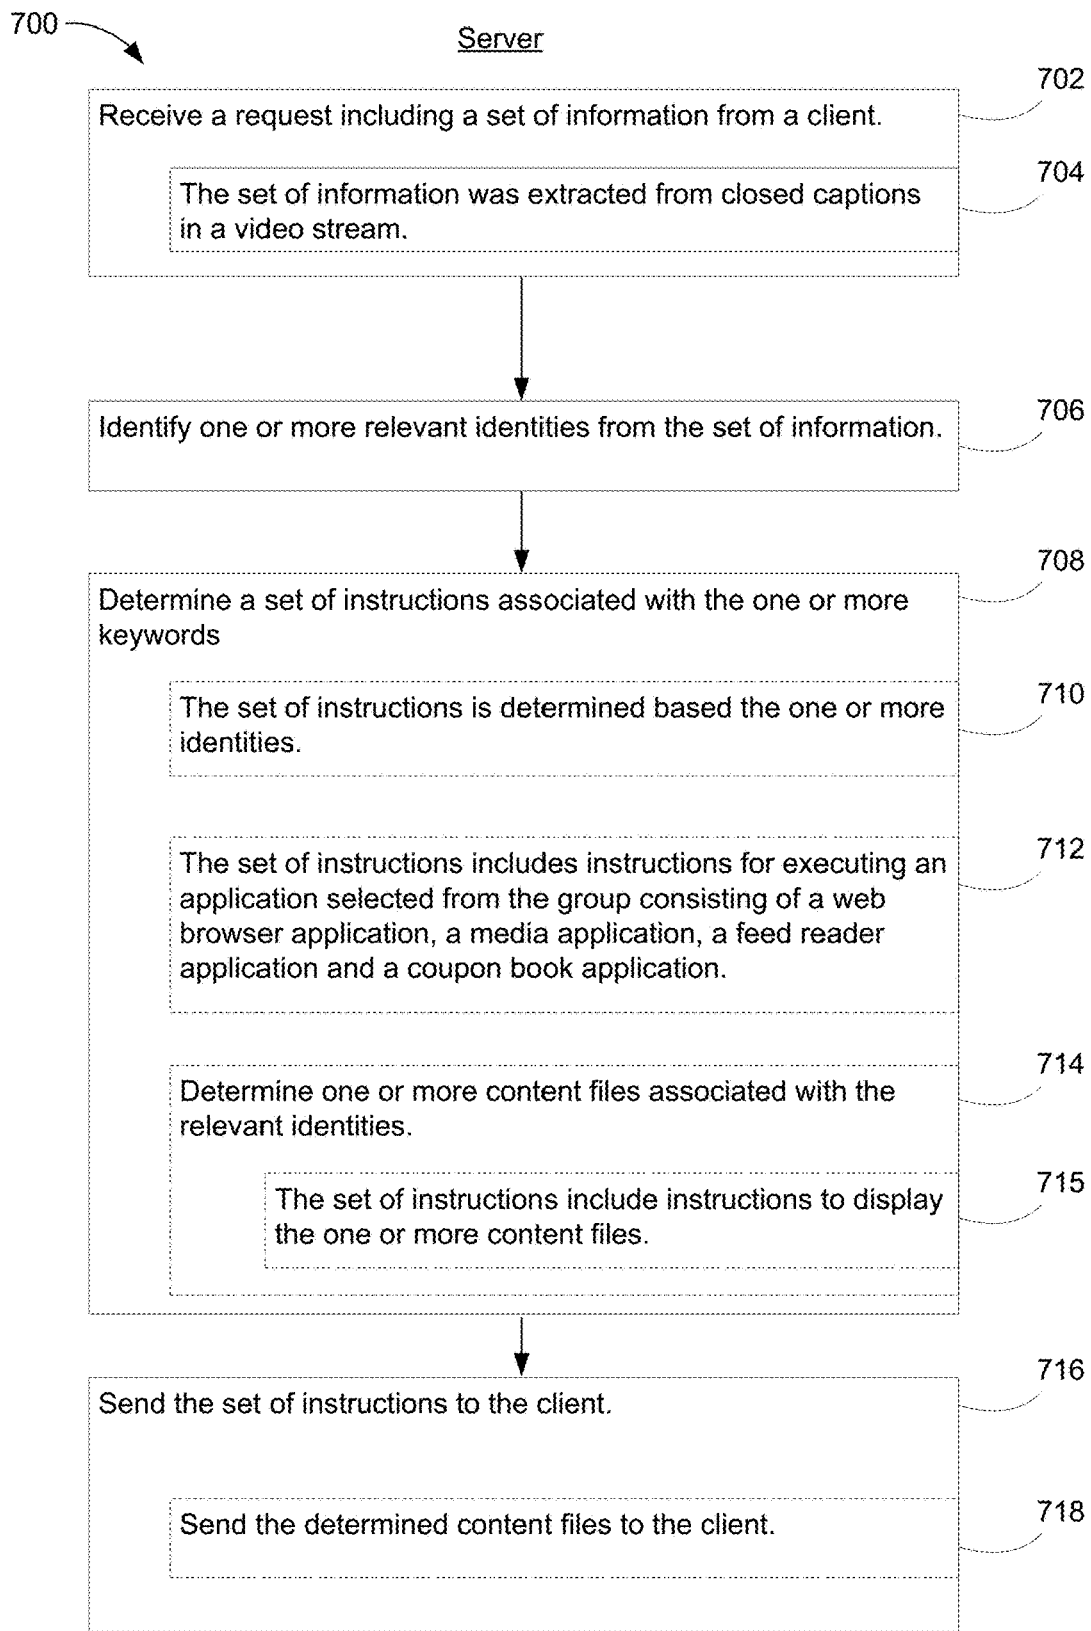 700
Server
702
Receive a request including a set of information from a client.
704
The set of information was extracted from closed captions
in a video stream.
706
Identify one or more relevant identities from the set of information.
708
Determine a set of instructions associated with the one or more
keywords
710
The set of instructions is determined based the one or more
identities.
712
The set of instructions includes instructions for executing an
application selected from the group consisting of a web
browser application, a media application, a feed reader
application and a coupon book application.
714
Determine one or more content files associated with the
relevant identities.
715
The set of instructions include instructions to display
the one or more content files.
716
Send the set of instructions to the client.
718
Send the determined content files to the client.